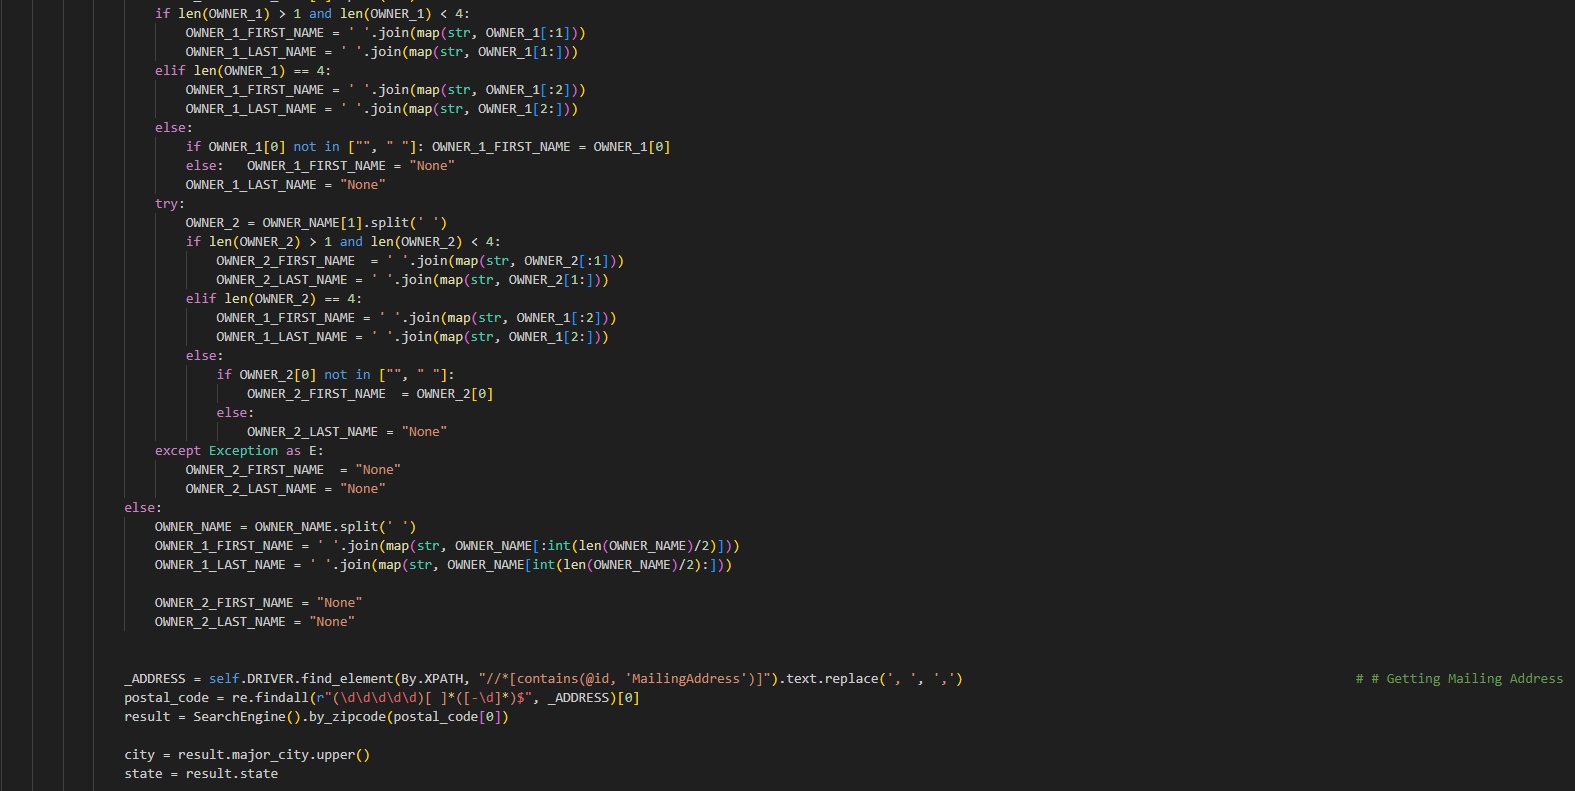 if len(OWNER_1) > 1 and len(OWNER_1) < 4:
OWNER_1_FIRST_NAME = ' '.join(map(str, OWNER_1[:1]))
OWNER_1_LAST_NAME = ' '.join(map(str, OWNER_1[1:]))
elif len(OWNER_1) == 4:
OWNER_1_FIRST_NAME = ' '.join(map(str, OWNER_1[:2]))
OWNER_1_LAST_NAME = ' '.join(map(str, OWNER_1[2:]))
else:
if OWNER_1[0] not in ["", " "]: OWNER_1_FIRST_NAME = OWNER_1[0]
else:   OWNER_1_FIRST_NAME = "None"
OWNER_1_LAST_NAME = "None"
try:
OWNER_2 = OWNER_NAME[1].split(' ')
if len(OWNER_2) > 1 and len(OWNER_2) < 4:
OWNER_2_FIRST_NAME  = ' '.join(map(str, OWNER_2[:1]))
OWNER_2_LAST_NAME = ' '.join(map(str, OWNER_2[1:]))
elif len(OWNER_2) == 4:
OWNER_1_FIRST_NAME = ' '.join(map(str, OWNER_1[:2]))
OWNER_1_LAST_NAME = ' '.join(map(str, OWNER_1[2:]))
else:
if OWNER_2[0] not in ["", " "]:
OWNER_2_FIRST_NAME  = OWNER_2[0]
else:
OWNER_2_LAST_NAME = "None"
except Exception as E:
OWNER_2_FIRST_NAME  = "None"
OWNER_2_LAST_NAME = "None"
else:
OWNER_NAME = OWNER_NAME.split(' ')
OWNER_1_FIRST_NAME = ' '.join(map(str, OWNER_NAME[:int(len(OWNER_NAME)/2)]))
OWNER_1_LAST_NAME = ' '.join(map(str, OWNER_NAME[int(len(OWNER_NAME)/2):]))
OWNER_2_FIRST_NAME = "None"
OWNER_2_LAST_NAME = "None"
_ADDRESS = self.DRIVER.find_element(By.XPATH, "//*[contains(@id, 'MailingAddress')]").text.replace(', ', ',') # # Getting Mailing Address
postal_code = re.findall(r"(\d\d\d\d\d)[ ]*([-\d]*)$", _ADDRESS)[0]
result = SearchEngine().by_zipcode(postal_code[0])
city = result.major_city.upper()
state = result.state